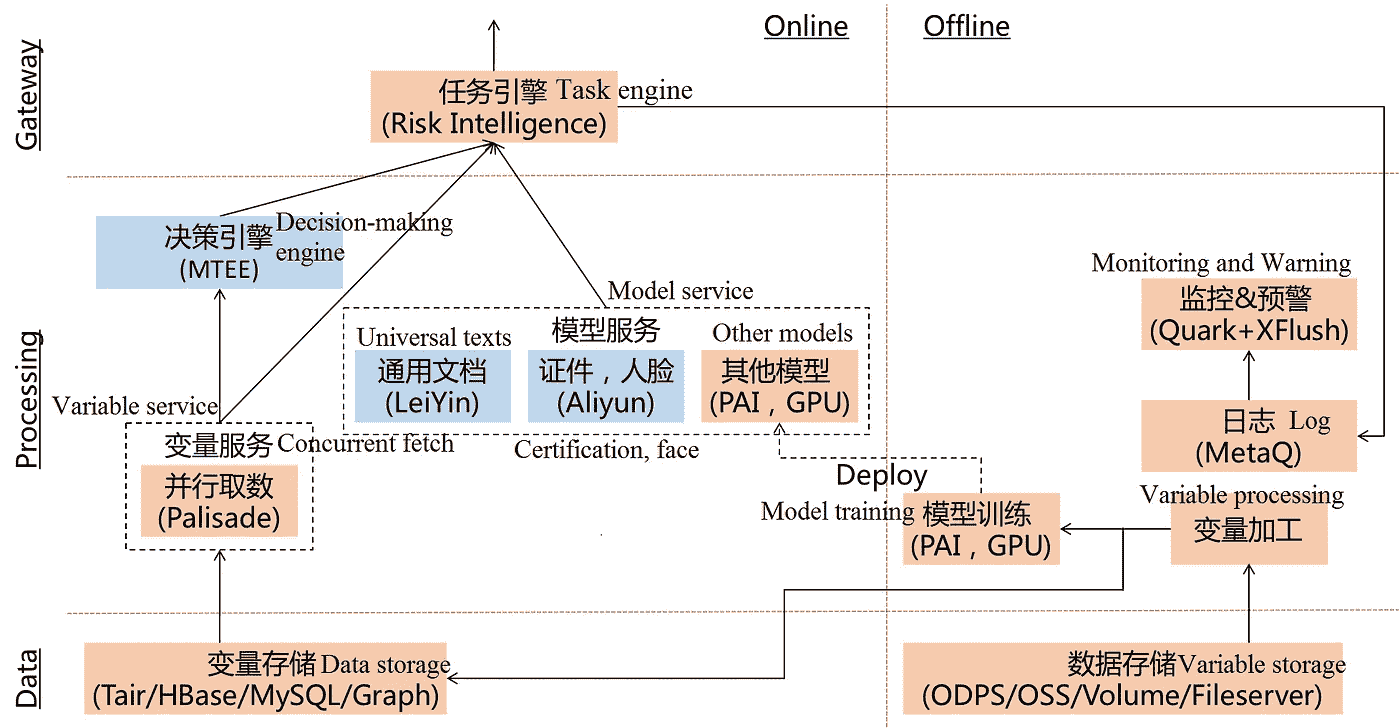 Online
Offline
Gateway
任务引擎 Task engine
(Risk Intelligence)
Processing
决策引擎
(MTEE)
Decision-making
engine
Model service
模型服务
Universal texts
通用文档
(LeiYin)
证件，人脸
(Aliyun)
Certification, face
Other models
其他模型
(PAI，GPU)
Variable service
变量服务
Concurrent fetch
并行取数
(Palisade)
Monitoring and Warning
监控&预警
(Quark+XFlush)
日志 Log
(MetaQ)
Deploy
Model training
模型训练
(PAI，GPU)
Variable processing
变量加工
Data
变量存储 Data storage
(Tair/HBase/MySQL/Graph)
数据存储 Variable storage
(ODPS/OSS/Volume/Fileserver)